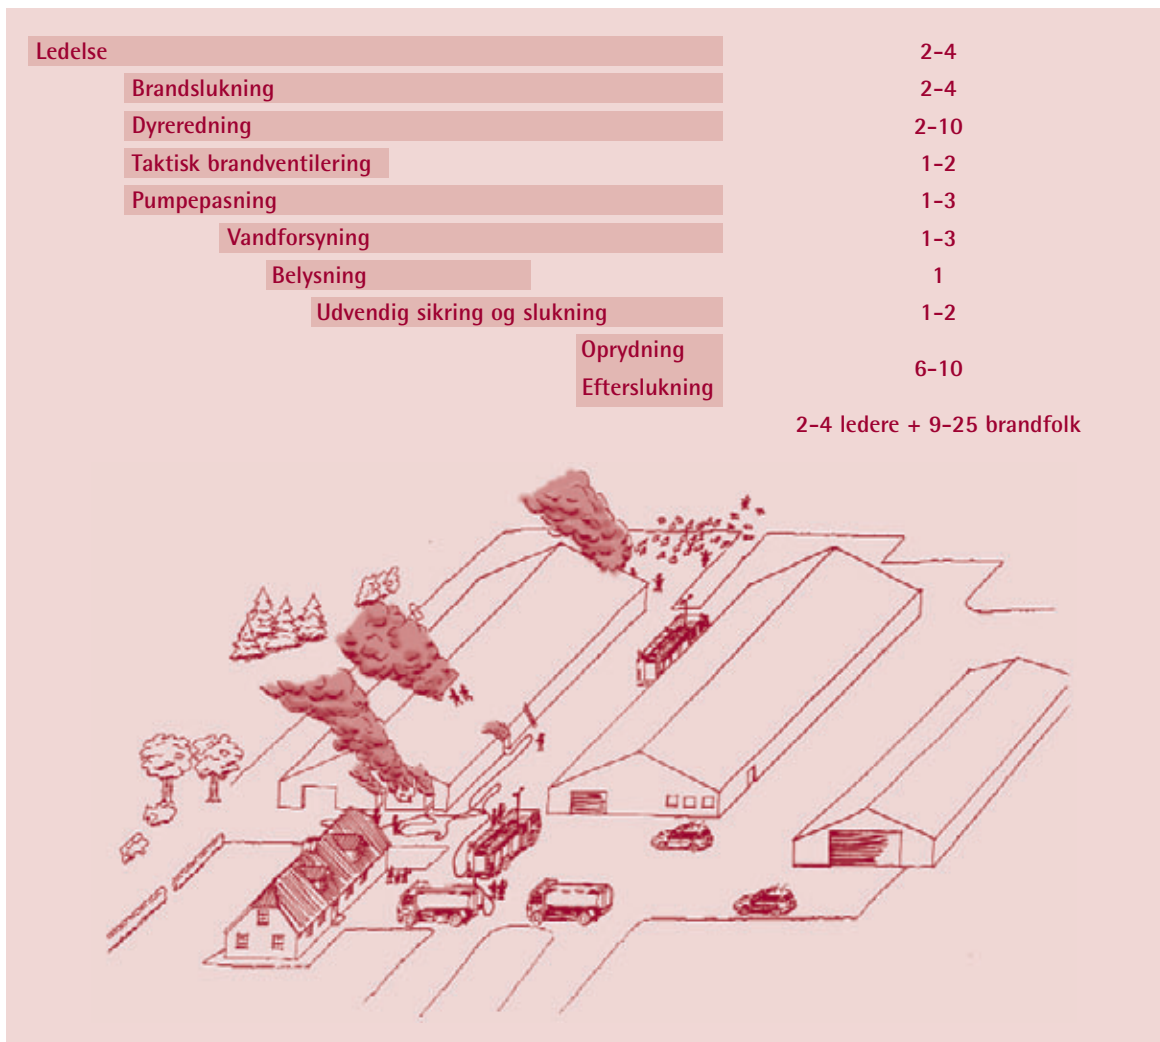 Ledelse 2-4
Brandslukning 2-4
Dyreredning 2-10
Taktisk brandventilering 1-2
Pumpepasning 1-3
Vandforsyning 1-3
Belysning 1
Udvendig sikring og slukning 1-2
Oprydning
6-10
Efterslukning
2-4 ledere + 9-25 brandfolk